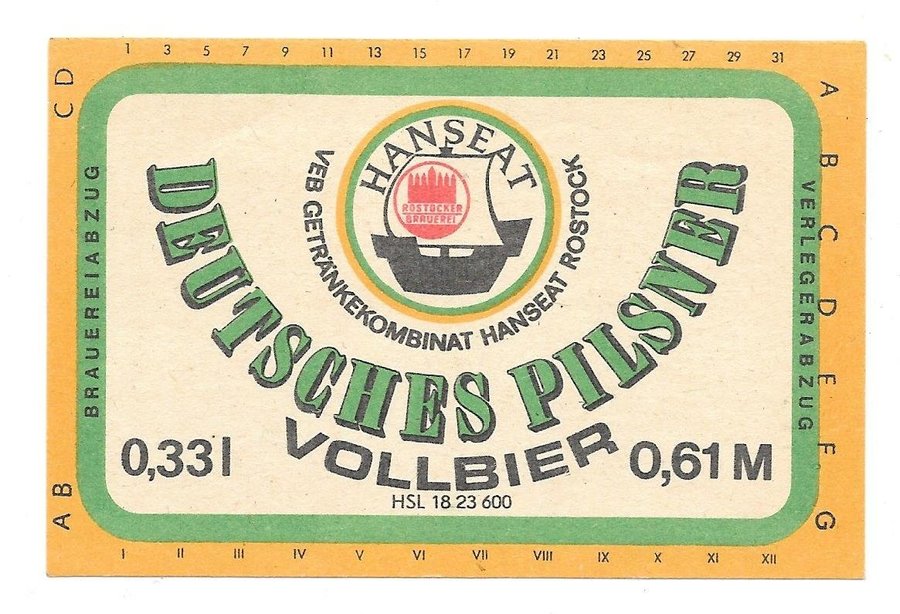 1 3 5 7 9 11 13 15 17 19 21 23 25 27 29 31
C D
A B
BRAUEREIABZUG
HANSEAT
ROSTOCKER
BRAUEREI
VEB GETRÄNKEKOMBINAT HANSEAT ROSTOCK
DEUTSCHES PILSNER
VOLLBIER
0,33 l
0,61 M
HSL 18 23 600
VERLEGERABZUG
A B C D E F G
I II III IV V VI VII VIII IX X XI XII